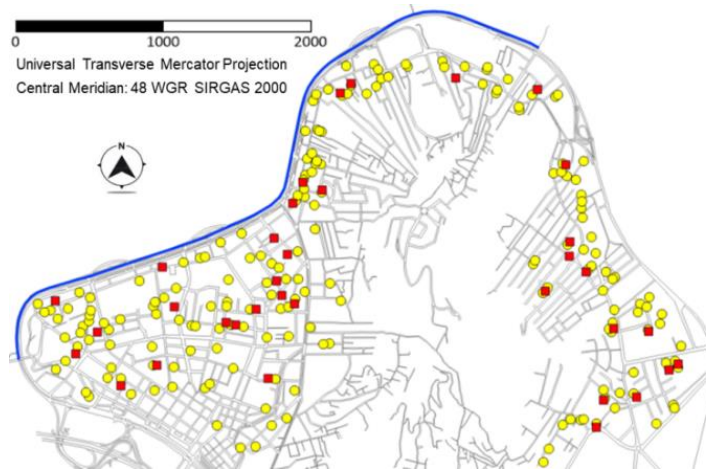 0 1000 2000
Universal Transverse Mercator Projection
Central Meridian: 48 WGR SIRGAS 2000
N